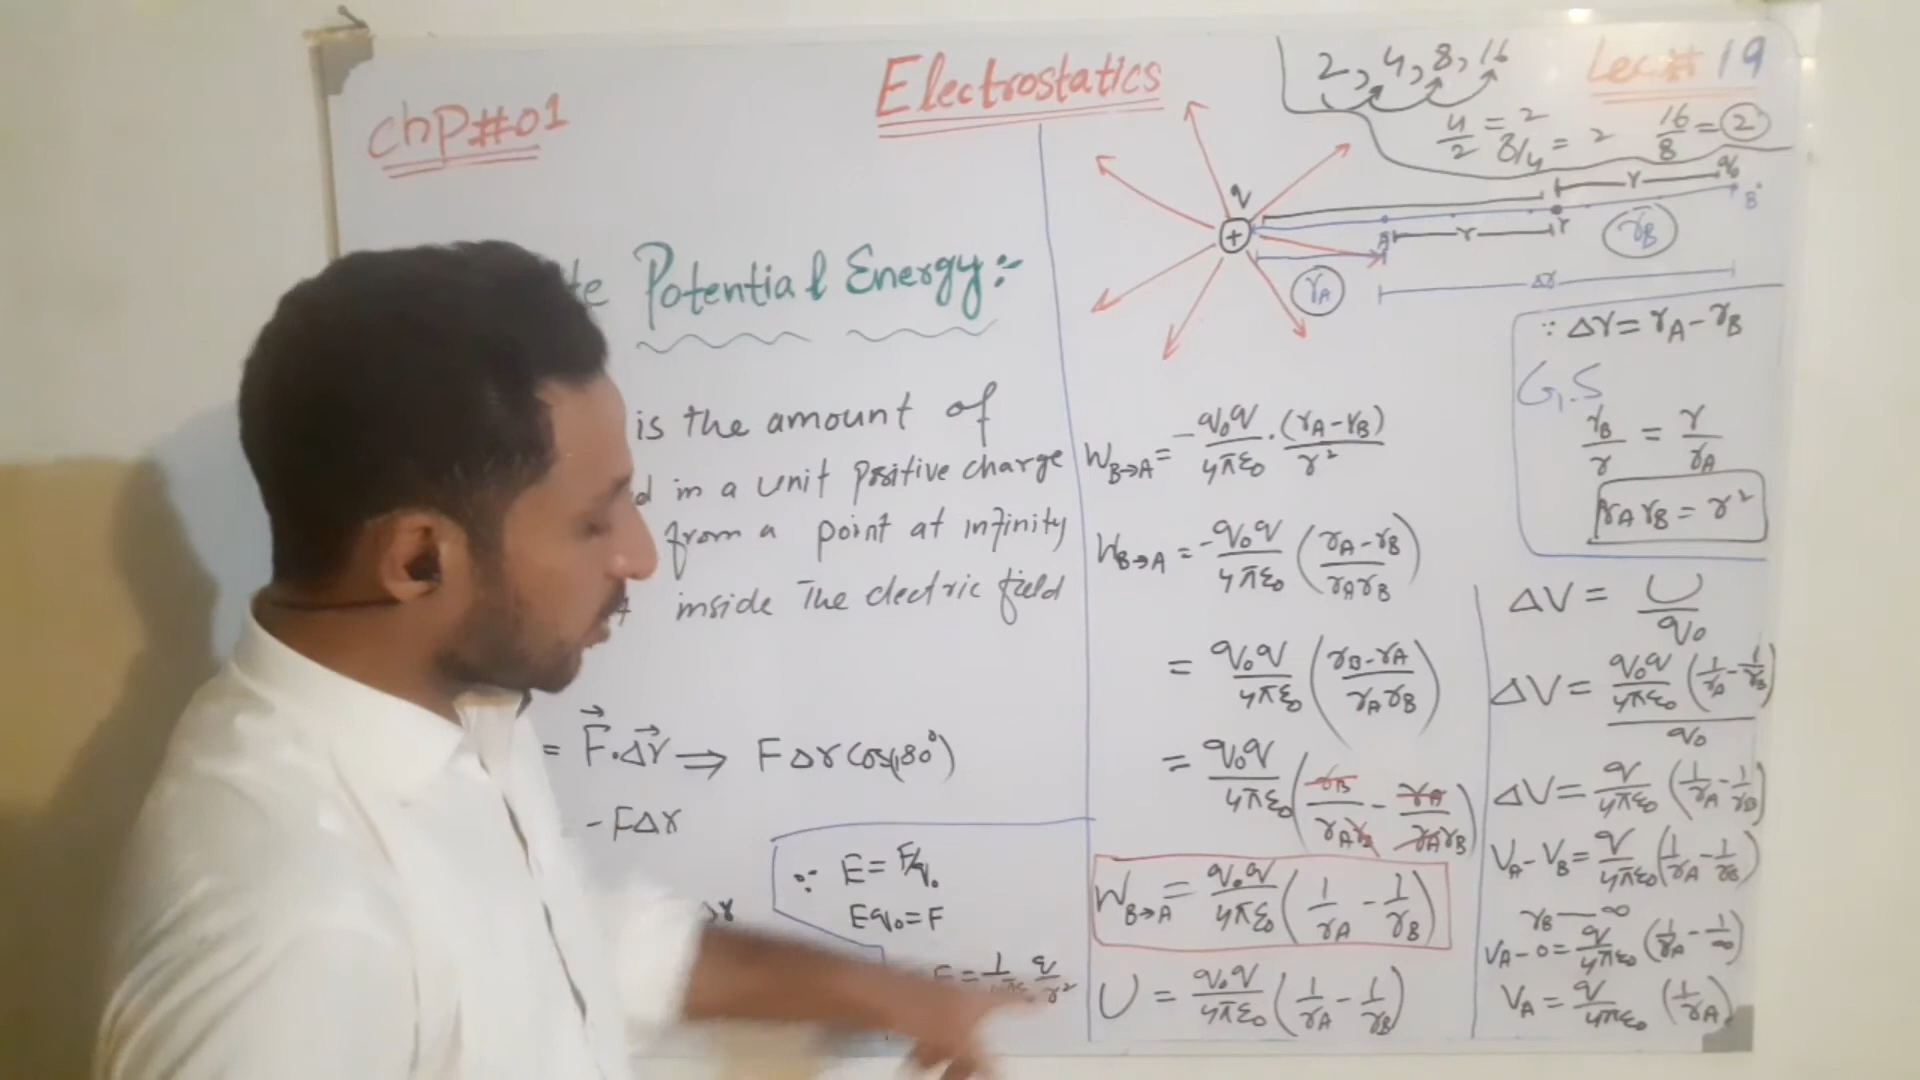 Electrostatics
Lec# 19
chp#01
2, 4, 8, 16
4/2 = 2
8/4 = 2
16/8 = 2
q
+
A
r
r
r
B
r_A
r_B
Δr
Potential Energy:-
is the amount of
in a unit positive charge
from a point at infinity
inside The electric field
= F⃗.Δr⃗ ⇒ FΔr Cos(180°)
-FΔr
Δr
∵ E = F/q₀
Eq₀ = F
W_B→A = -q₀q/4πε₀ . (r_A - r_B)/r²
W_B→A = -q₀q/4πε₀ (r_A - r_B / r_A r_B)
= q₀q/4πε₀ (r_B - r_A / r_A r_B)
= q₀q/4πε₀ (r_B/r_A r_B - r_A/r_A r_B)
W_B→A = q₀q/4πε₀ (1/r_A - 1/r_B)
U = q₀q/4πε₀ (1/r_A - 1/r_B)
∵ Δr = r_A - r_B
G.S
r_B/r = r/r_A
r_A r_B = r²
ΔV = U/q₀
ΔV = q₀q/4πε₀ (1/r_A - 1/r_B) / q₀
ΔV = q/4πε₀ (1/r_A - 1/r_B)
V_A - V_B = q/4πε₀ (1/r_A - 1/r_B)
r_B — ∞
V_A - 0 = q/4πε₀ (1/r_A - 1/∞)
V_A = q/4πε₀ (1/r_A)